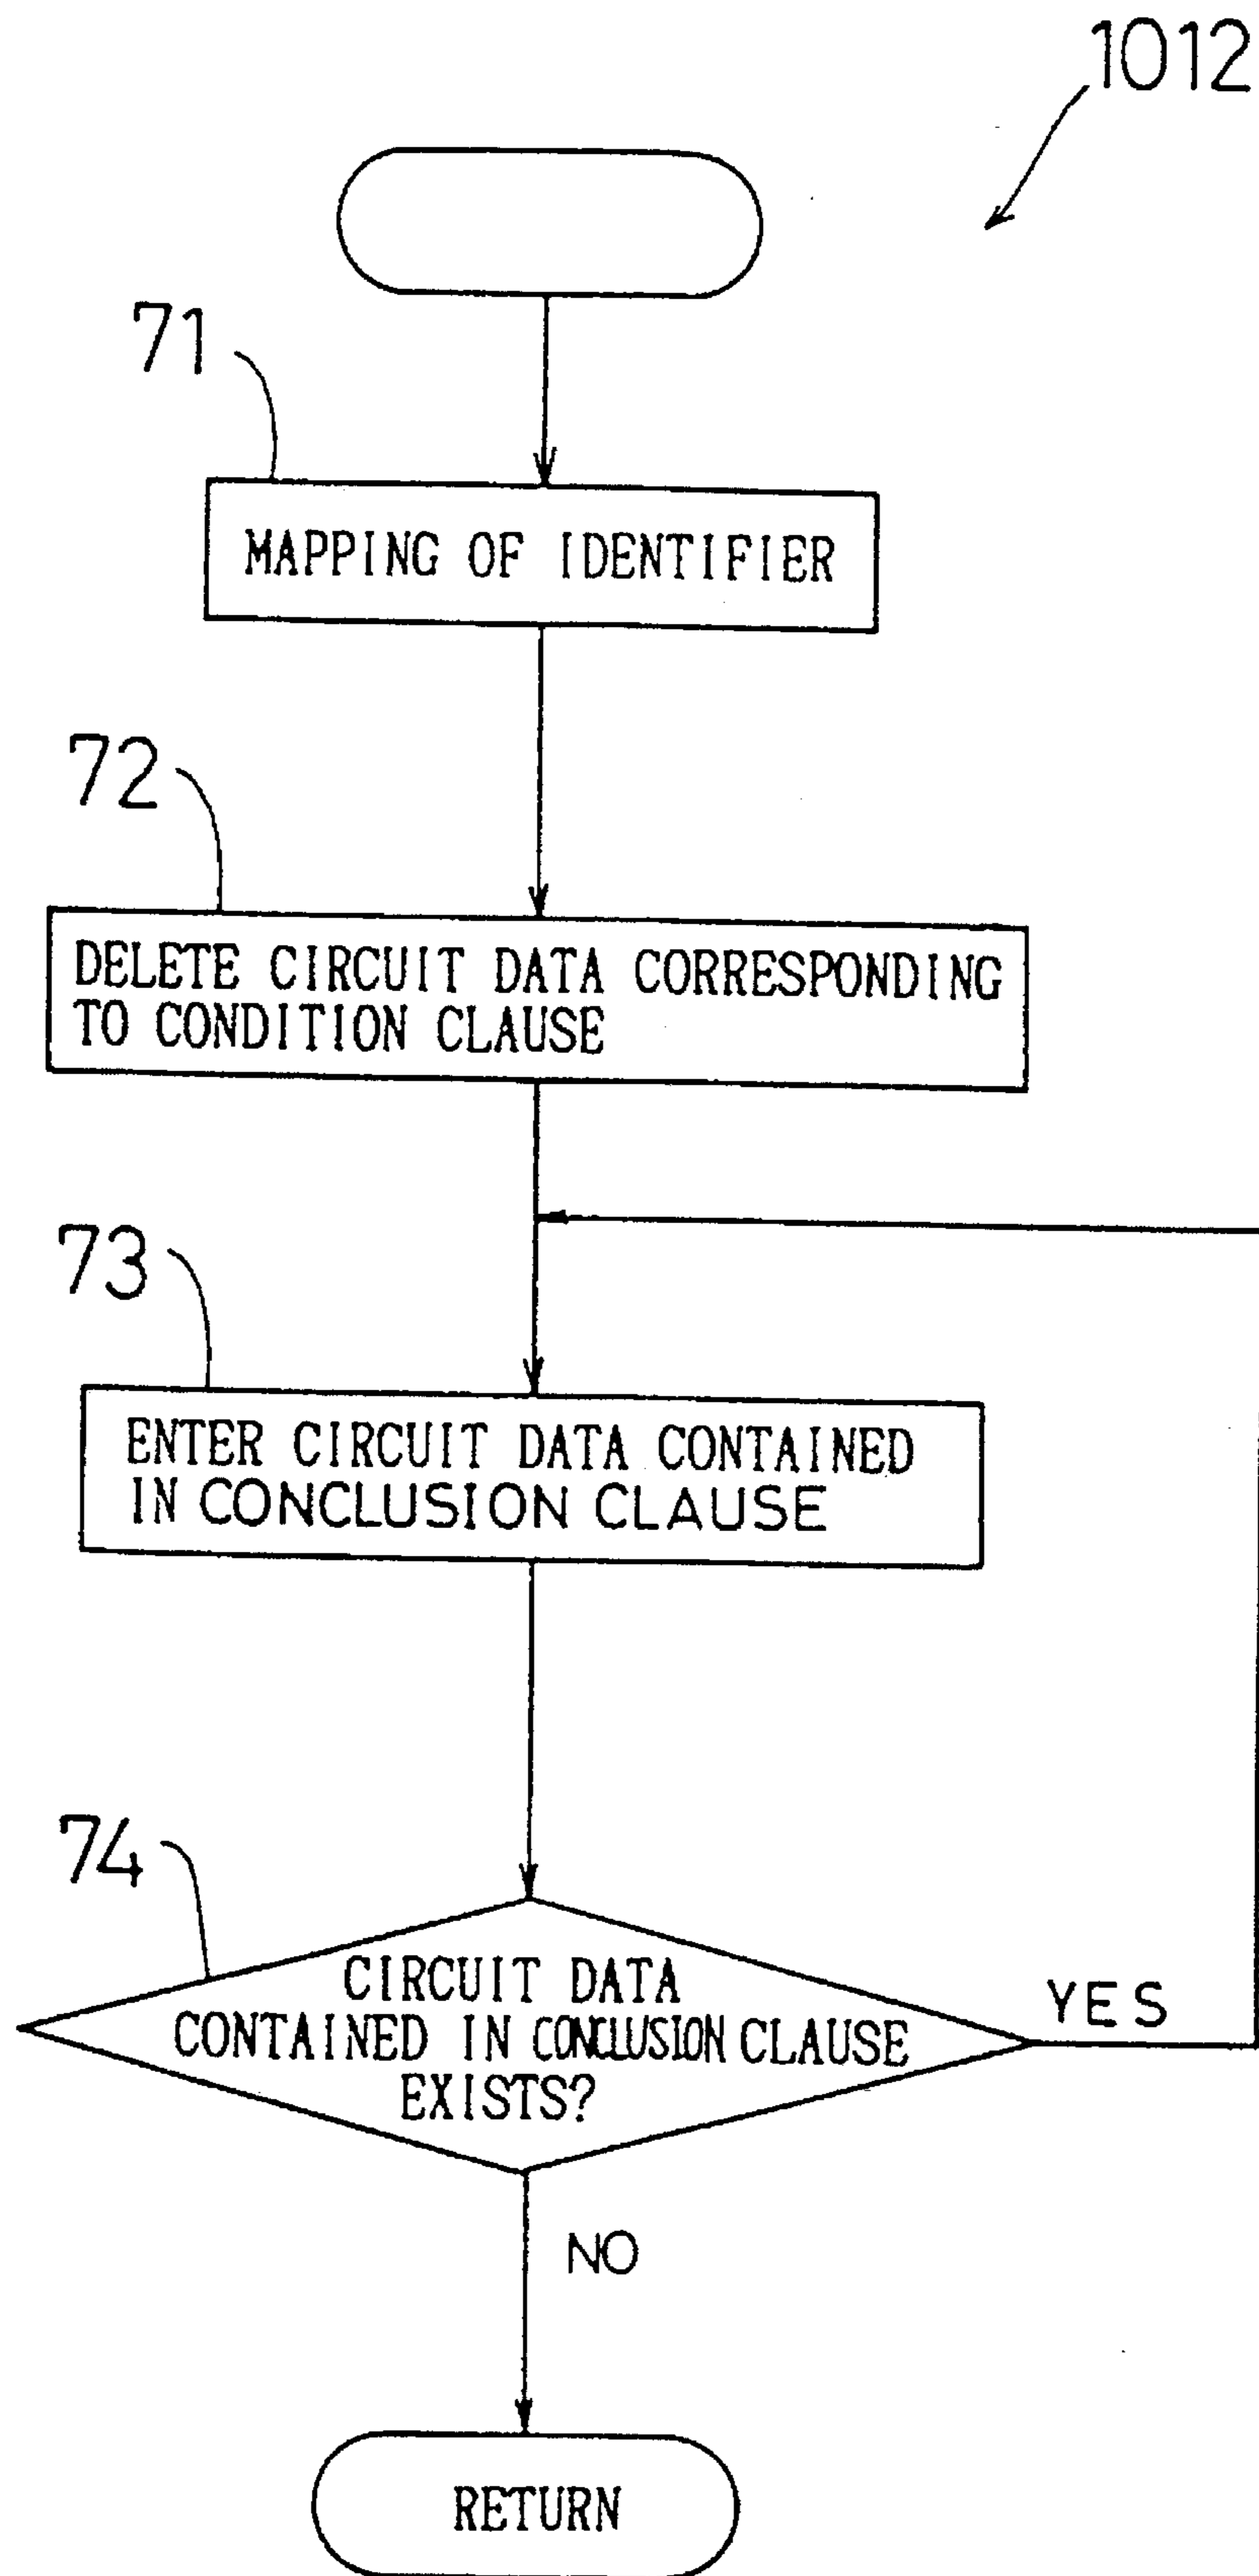 1012
71
MAPPING OF IDENTIFIER
72
DELETE CIRCUIT DATA CORRESPONDING
TO CONDITION CLAUSE
73
ENTER CIRCUIT DATA CONTAINED
IN CONCLUSION CLAUSE
74
CIRCUIT DATA
CONTAINED IN CONCLUSION CLAUSE
EXISTS?
YES
NO
RETURN